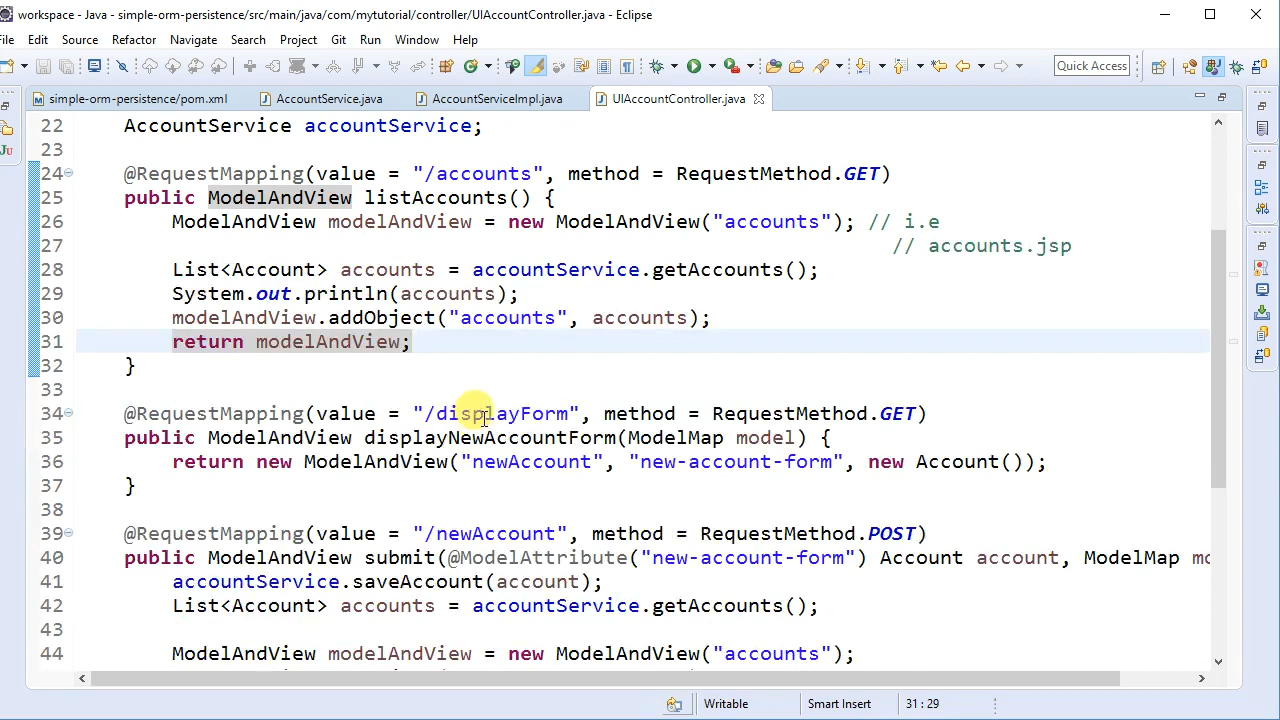 workspace - Java - simple-orm-persistence/src/main/java/com/mytutorial/controller/UIAccountController.java - Eclipse
File Edit Source Refactor Navigate Search Project Git Run Window Help
Quick Access
simple-orm-persistence/pom.xml AccountService.java AccountServiceImpl.java UIAccountController.java
22 AccountService accountService;
23
24 @RequestMapping(value = "/accounts", method = RequestMethod.GET)
25 public ModelAndView listAccounts() {
26 ModelAndView modelAndView = new ModelAndView("accounts"); // i.e
27 // accounts.jsp
28 List<Account> accounts = accountService.getAccounts();
29 System.out.println(accounts);
30 modelAndView.addObject("accounts", accounts);
31 return modelAndView;
32 }
33
34 @RequestMapping(value = "/displayForm", method = RequestMethod.GET)
35 public ModelAndView displayNewAccountForm(ModelMap model) {
36 return new ModelAndView("newAccount", "new-account-form", new Account());
37 }
38
39 @RequestMapping(value = "/newAccount", method = RequestMethod.POST)
40 public ModelAndView submit(@ModelAttribute("new-account-form") Account account, ModelMap mo
41 accountService.saveAccount(account);
42 List<Account> accounts = accountService.getAccounts();
43
44 ModelAndView modelAndView = new ModelAndView("accounts");
Writable Smart Insert 31 : 29